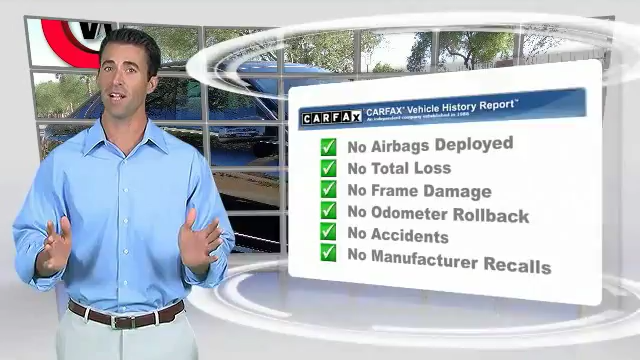 CARFAX
CARFAX Vehicle History Report™
An independent company established in 1986
No Airbags Deployed
No Total Loss
No Frame Damage
No Odometer Rollback
No Accidents
No Manufacturer Recalls